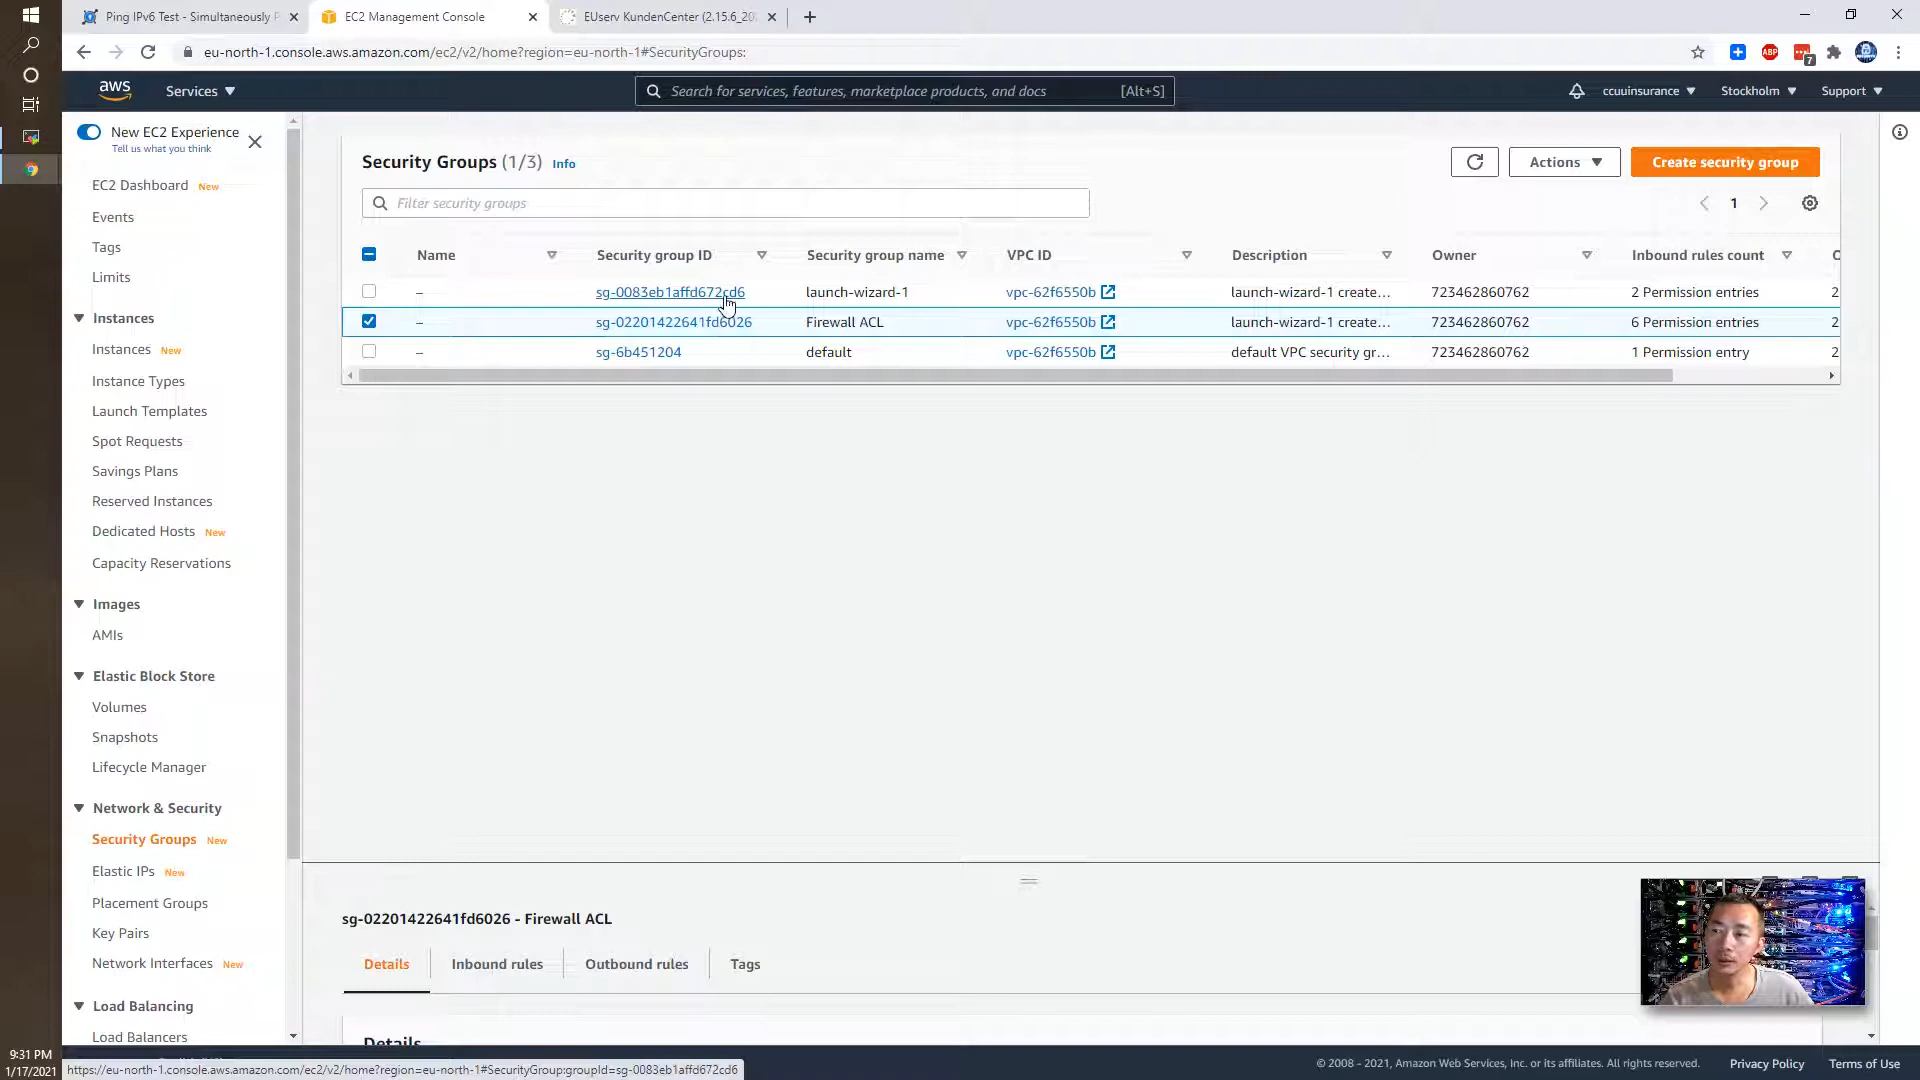 Ping IPv6 Test - Simultaneously P
EC2 Management Console
EUserv KundenCenter (2.15.6_20
eu-north-1.console.aws.amazon.com/ec2/v2/home?region=eu-north-1#SecurityGroups:
ABP
7
aws
Services
Search for services, features, marketplace products, and docs
[Alt+S]
ccuuinsurance
Stockholm
Support
New EC2 Experience
Tell us what you think
EC2 Dashboard New
Events
Tags
Limits
Instances
Instances New
Instance Types
Launch Templates
Spot Requests
Savings Plans
Reserved Instances
Dedicated Hosts New
Capacity Reservations
Images
AMIs
Elastic Block Store
Volumes
Snapshots
Lifecycle Manager
Network & Security
Security Groups New
Elastic IPs New
Placement Groups
Key Pairs
Network Interfaces New
Load Balancing
Load Balancers
Security Groups (1/3) Info
Actions
Create security group
Filter security groups
1
Name Security group ID Security group name VPC ID Description Owner Inbound rules count O
– sg-0083eb1affd672cd6 launch-wizard-1 vpc-62f6550b launch-wizard-1 create... 723462860762 2 Permission entries 2
– sg-02201422641fd6026 Firewall ACL vpc-62f6550b launch-wizard-1 create... 723462860762 6 Permission entries 2
– sg-6b451204 default vpc-62f6550b default VPC security gr... 723462860762 1 Permission entry 2
sg-02201422641fd6026 - Firewall ACL
Details
Inbound rules
Outbound rules
Tags
Details
9:31 PM
1/17/2021
https://eu-north-1.console.aws.amazon.com/ec2/v2/home?region=eu-north-1#SecurityGroup:groupId=sg-0083eb1affd672cd6
© 2008 - 2021, Amazon Web Services, Inc. or its affiliates. All rights reserved.
Privacy Policy
Terms of Use